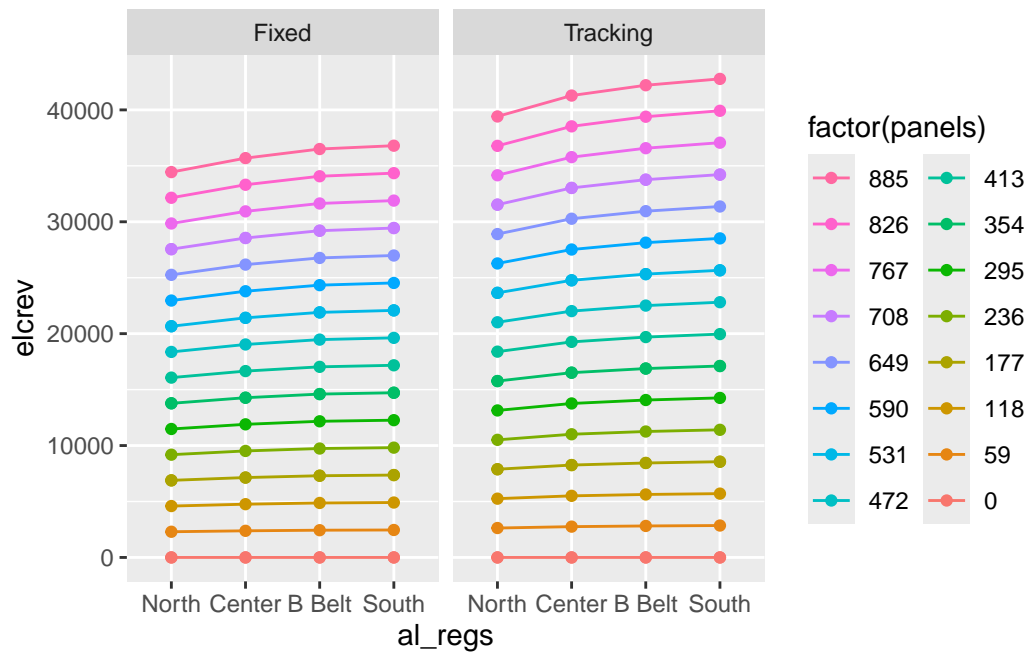 Fixed Tracking
40000
30000
20000
10000
0
elcrev
North Center B Belt South North Center B Belt South
al_regs
factor(panels)
885 413
826 354
767 295
708 236
649 177
590 118
531 59
472 0